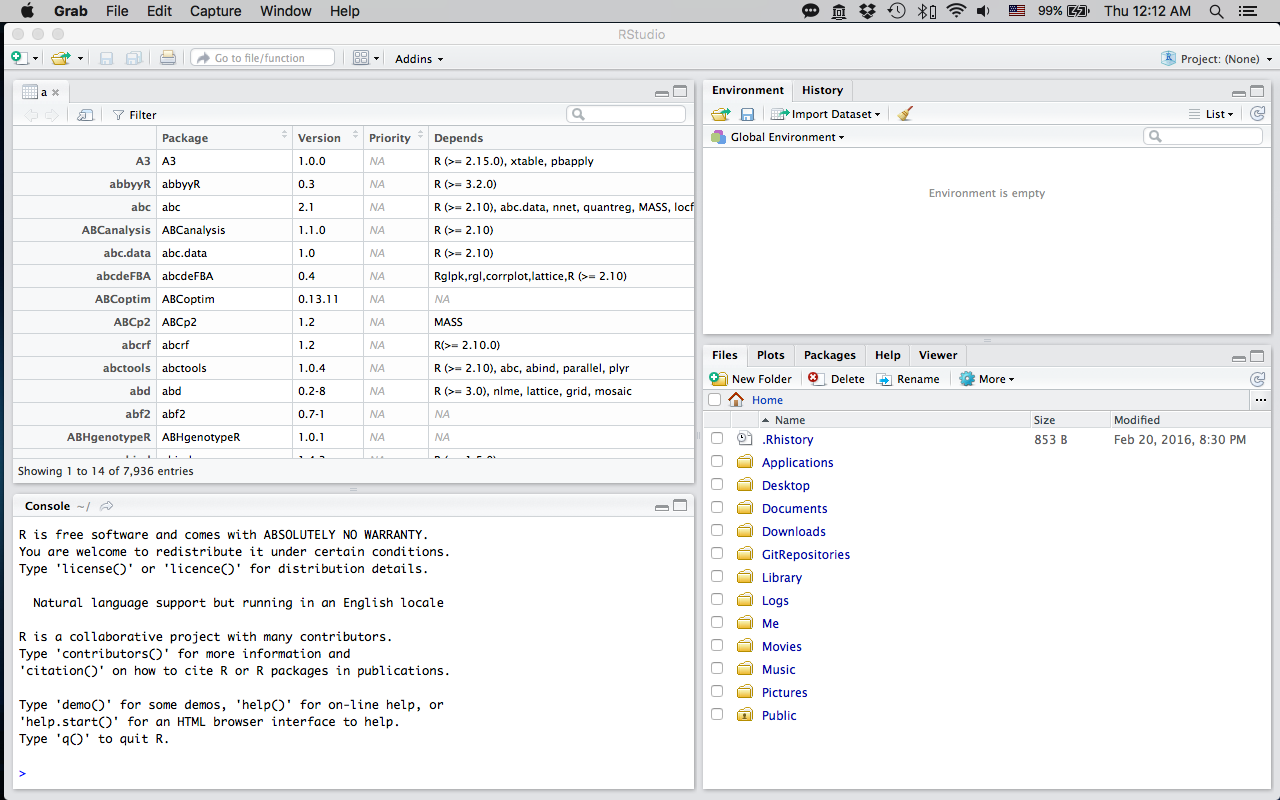 Grab File Edit Capture Window Help 99% Thu 12:12 AM
RStudio
Go to file/function Addins Project: (None)
a
Filter
Package Version Priority Depends
A3 A3 1.0.0 NA R (>= 2.15.0), xtable, pbapply
abbyyR abbyyR 0.3 NA R (>= 3.2.0)
abc abc 2.1 NA R (>= 2.10), abc.data, nnet, quantreg, MASS, locf
ABCanalysis ABCanalysis 1.1.0 NA R (>= 2.10)
abc.data abc.data 1.0 NA R (>= 2.10)
abcdeFBA abcdeFBA 0.4 NA Rglpk,rgl,corrplot,lattice,R (>= 2.10)
ABCoptim ABCoptim 0.13.11 NA NA
ABCp2 ABCp2 1.2 NA MASS
abcrf abcrf 1.2 NA R(>= 2.10.0)
abctools abctools 1.0.4 NA R (>= 2.10), abc, abind, parallel, plyr
abd abd 0.2-8 NA R (>= 3.0), nlme, lattice, grid, mosaic
abf2 abf2 0.7-1 NA NA
ABHgenotypeR ABHgenotypeR 1.0.1 NA NA
Showing 1 to 14 of 7,936 entries
Console ~/
R is free software and comes with ABSOLUTELY NO WARRANTY.
You are welcome to redistribute it under certain conditions.
Type 'license()' or 'licence()' for distribution details.
Natural language support but running in an English locale
R is a collaborative project with many contributors.
Type 'contributors()' for more information and
'citation()' on how to cite R or R packages in publications.
Type 'demo()' for some demos, 'help()' for on-line help, or
'help.start()' for an HTML browser interface to help.
Type 'q()' to quit R.
>
Environment History
Import Dataset List
Global Environment
Environment is empty
Files Plots Packages Help Viewer
New Folder Delete Rename More
Home ...
Name Size Modified
.Rhistory 853 B Feb 20, 2016, 8:30 PM
Applications
Desktop
Documents
Downloads
GitRepositories
Library
Logs
Me
Movies
Music
Pictures
Public